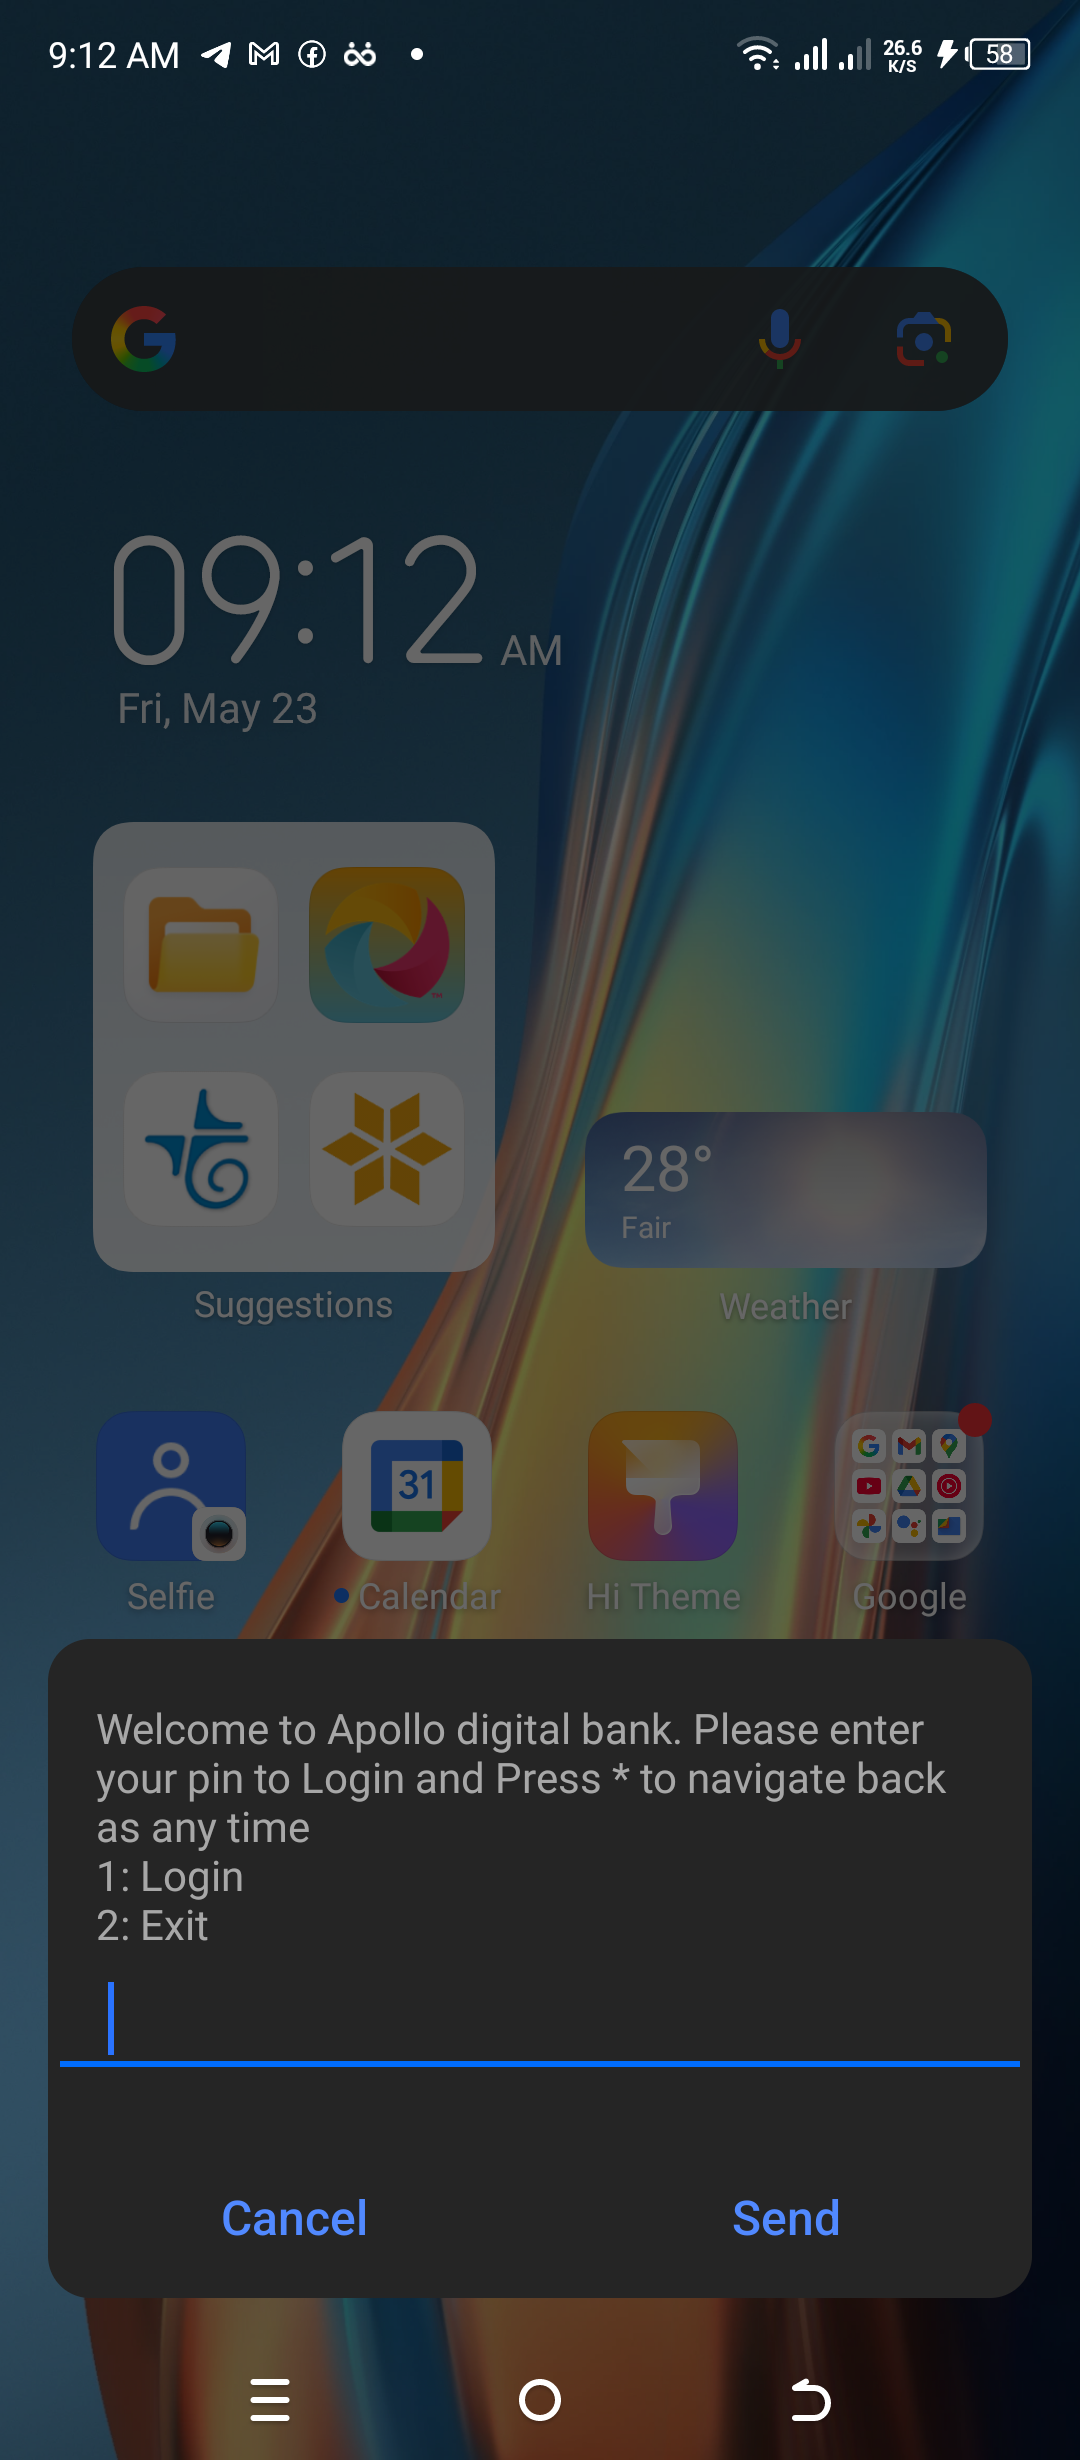 9:12 AM
26.6
K/S
58
09:12 AM
Fri, May 23
28°
Fair
Suggestions
Weather
31
Selfie
Calendar
Hi Theme
Google
Welcome to Apollo digital bank. Please enter
your pin to Login and Press * to navigate back
as any time
1: Login
2: Exit
Cancel
Send